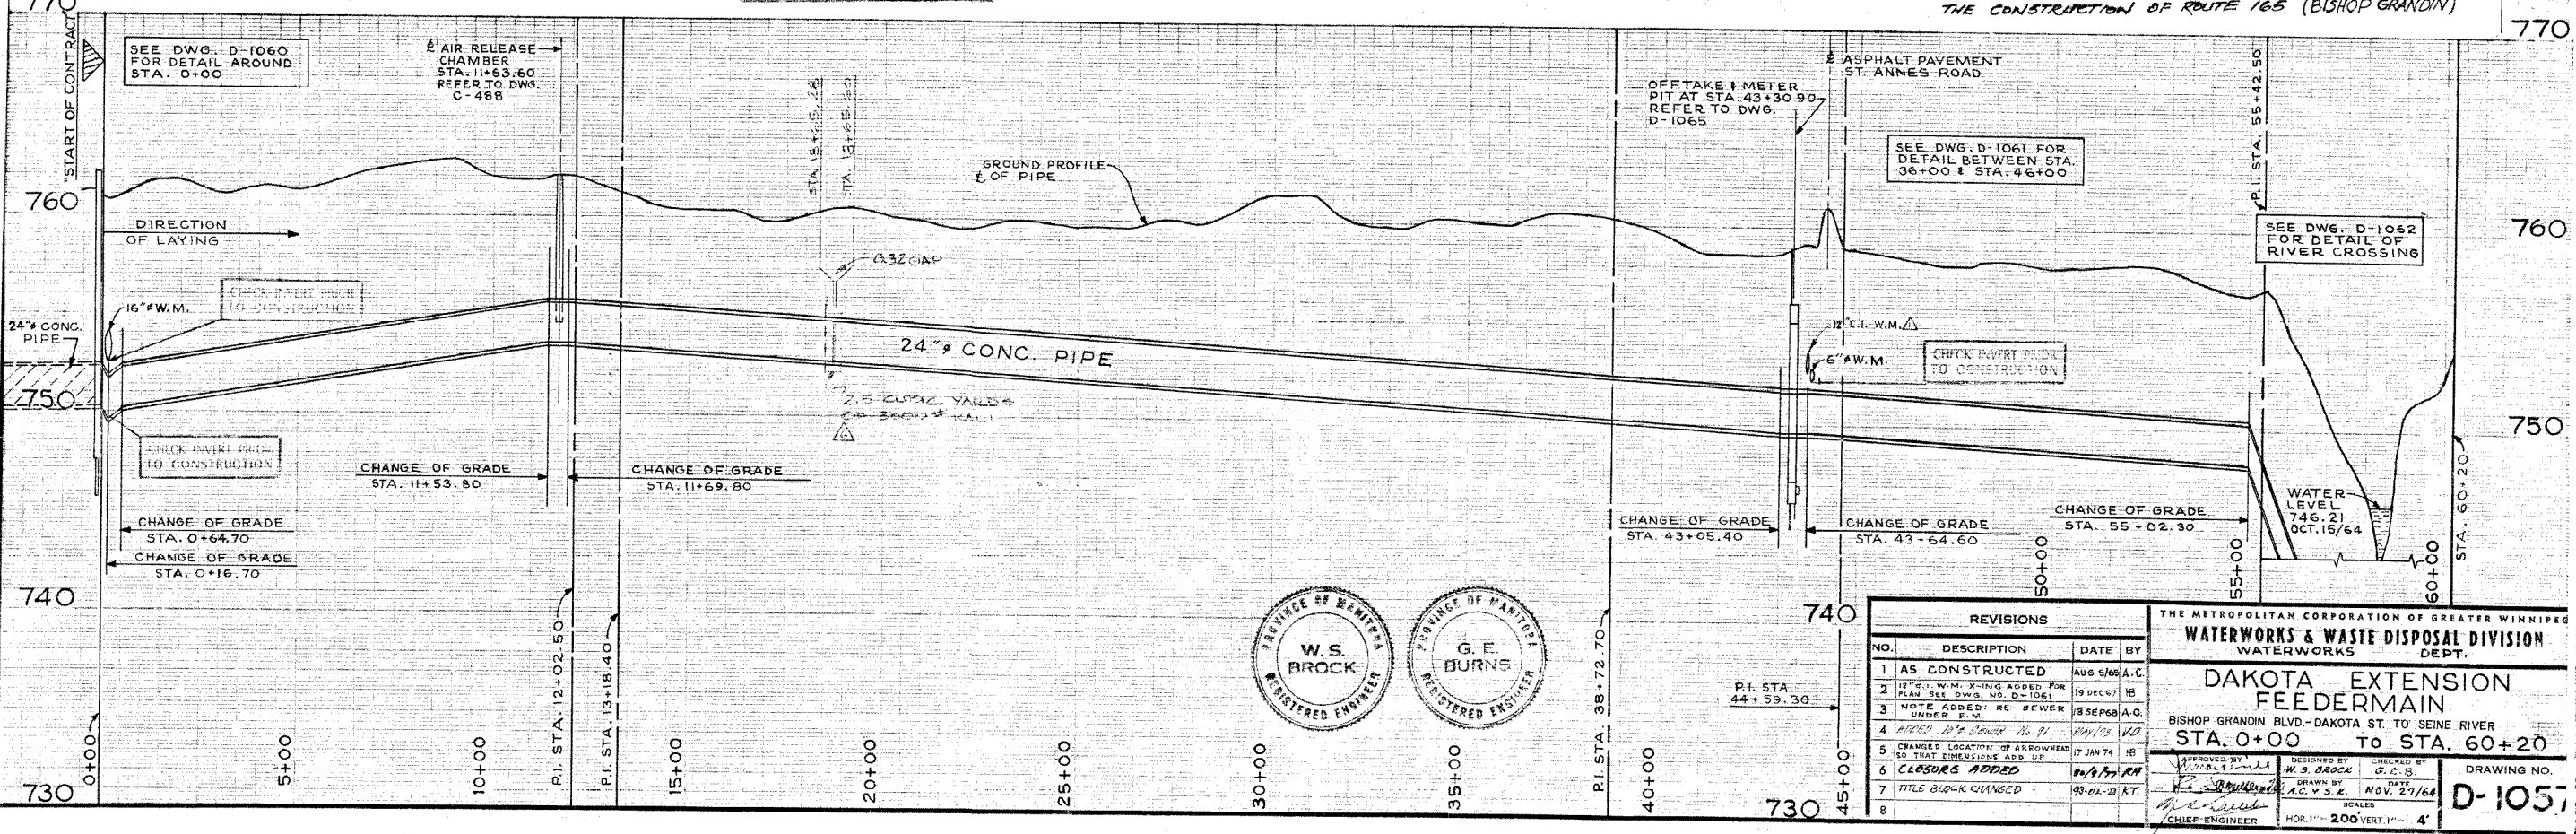 770
THE CONSTRUCTION OF ROUTE 165 (BISHOP GRANDIN)
770
"START OF CONTRACT"
SEE DWG. D-1060
FOR DETAIL AROUND
STA. 0+00
℄ AIR RELEASE
CHAMBER
STA. 11+63.60
REFER TO DWG.
C-488
OFFTAKE & METER
PIT AT STA. 43+30.90
REFER TO DWG.
D-1065
℄ ASPHALT PAVEMENT
ST. ANNES ROAD
SEE DWG. D-1061 FOR
DETAIL BETWEEN STA.
36+00 & STA. 46+00
P.I. STA. 55+42.50
GROUND PROFILE
℄ OF PIPE
760
DIRECTION
OF LAYING
SEE DWG. D-1062
FOR DETAIL OF
RIVER CROSSING
760
0.32 GAP
CHECK INVERT PRIOR
TO CONSTRUCTION
16"ø W.M.
24"ø CONC.
PIPE
24"ø CONC. PIPE
12" C.I. W.M.
6"ø W.M.
CHECK INVERT PRIOR
TO CONSTRUCTION
750
2.5 CUBIC YARDS
750
CHECK INVERT PRIOR
TO CONSTRUCTION
CHANGE OF GRADE
STA. 11+53.80
CHANGE OF GRADE
STA. 11+69.80
CHANGE OF GRADE
STA. 0+64.70
CHANGE OF GRADE
STA. 0+16.70
CHANGE OF GRADE
STA. 43+05.40
CHANGE OF GRADE
STA. 43+64.60
CHANGE OF GRADE
STA. 55+02.30
WATER
LEVEL
746.21
OCT. 15/64
STA. 60+20
740
740
PROVINCE OF MANITOBA
W. S.
BROCK
REGISTERED ENGINEER
PROVINCE OF MANITOBA
G. E.
BURNS
REGISTERED ENGINEER
P.I. STA. 12+02.50
P.I. STA. 13+18.40
P.I. STA. 38+72.70
P.I. STA.
44+59.30
0+00
5+00
10+00
15+00
20+00
25+00
30+00
35+00
40+00
45+00
50+00
55+00
60+00
730
730
REVISIONS
NO. DESCRIPTION DATE BY
1 AS CONSTRUCTED AUG 5/65 A.C.
2 12" C.I. W.M. X-ING ADDED FOR
PLAN SEE DWG. NO. D-1061 19 DEC 67 HB
3 NOTE ADDED: RE: SEWER
UNDER F.M. 18 SEP 68 A.C.
4
5 CHANGED LOCATION OF ARROWHEAD
SO THAT DIMENSIONS ADD UP 17 JAN 74 HB
6 CLOSURE ADDED RH
7 TITLE BLOCK CHANGED K.T.
8
THE METROPOLITAN CORPORATION OF GREATER WINNIPEG
WATERWORKS & WASTE DISPOSAL DIVISION
WATERWORKS DEPT.
DAKOTA EXTENSION
FEEDERMAIN
BISHOP GRANDIN BLVD.-DAKOTA ST. TO SEINE RIVER
STA. 0+00 TO STA. 60+20
APPROVED BY
CHIEF ENGINEER
DESIGNED BY
W. S. BROCK
CHECKED BY
G.E.B.
DRAWN BY
A.C. & S.K.
DATE
NOV. 27/64
SCALES
HOR. 1" - 200' VERT. 1" - 4'
DRAWING NO.
D-1057